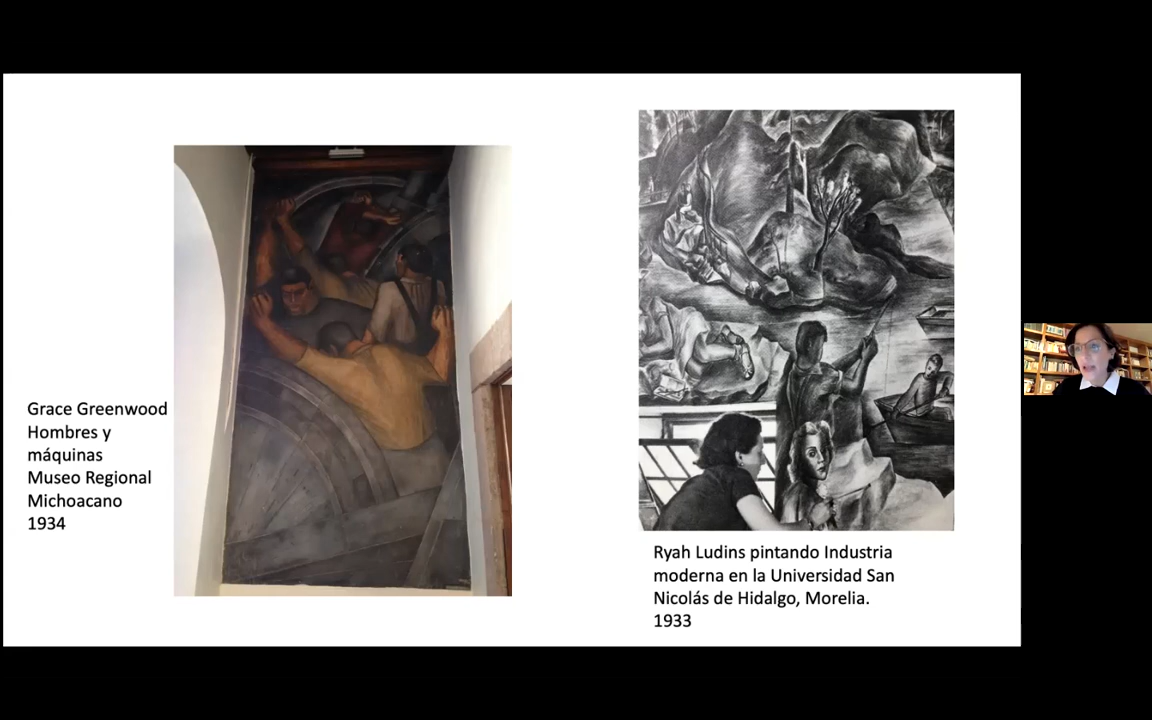 Grace Greenwood
Hombres y
máquinas
Museo Regional
Michoacano
1934
Ryah Ludins pintando Industria
moderna en la Universidad San
Nicolás de Hidalgo, Morelia.
1933